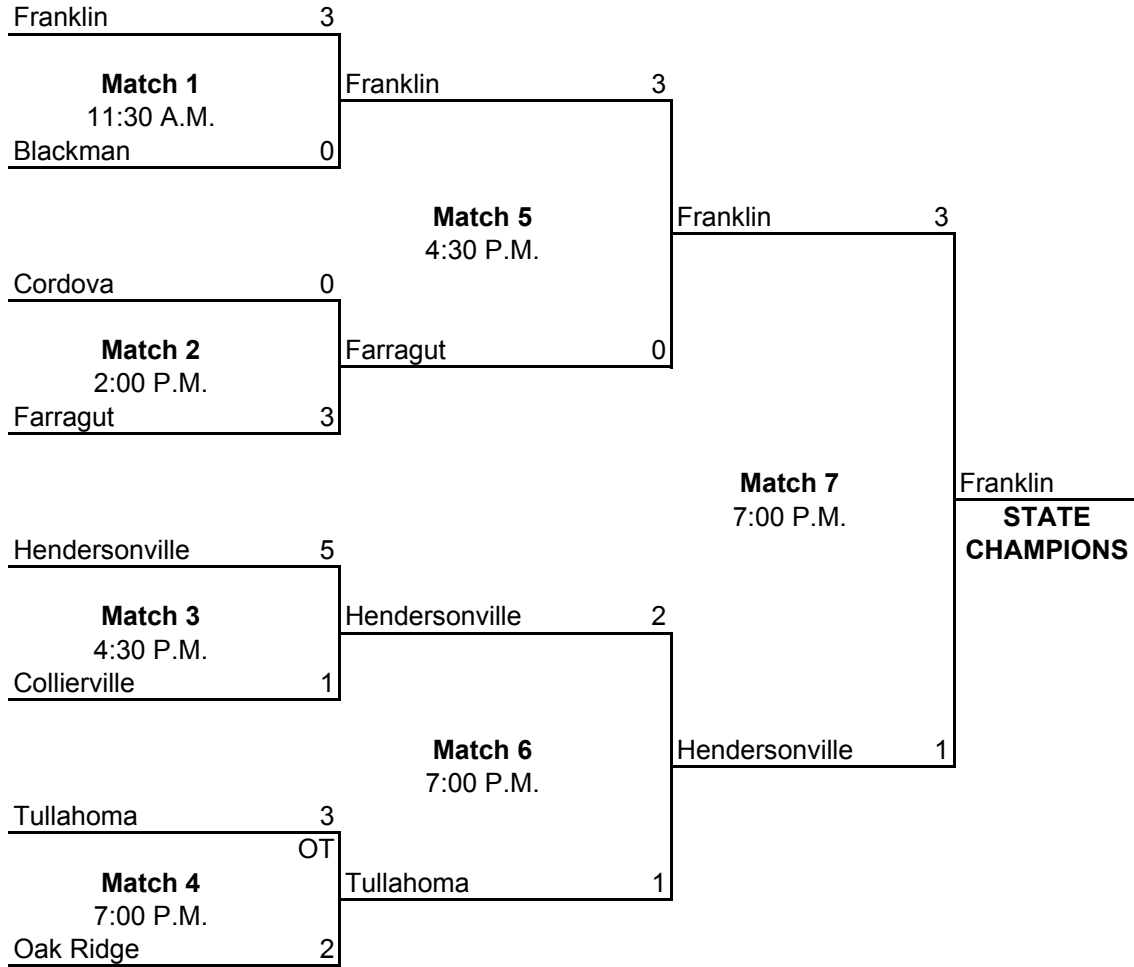 Franklin 3
Match 1
Franklin 3
11:30 A.M.
Blackman 0
Match 5
Franklin 3
4:30 P.M.
Cordova 0
Match 2
Farragut 0
2:00 P.M.
Farragut 3
Match 7
Franklin
7:00 P.M.
STATE
CHAMPIONS
Hendersonville 5
Match 3
Hendersonville 2
4:30 P.M.
Collierville 1
Match 6
Hendersonville 1
7:00 P.M.
Tullahoma 3
OT
Match 4
Tullahoma 1
7:00 P.M.
Oak Ridge 2